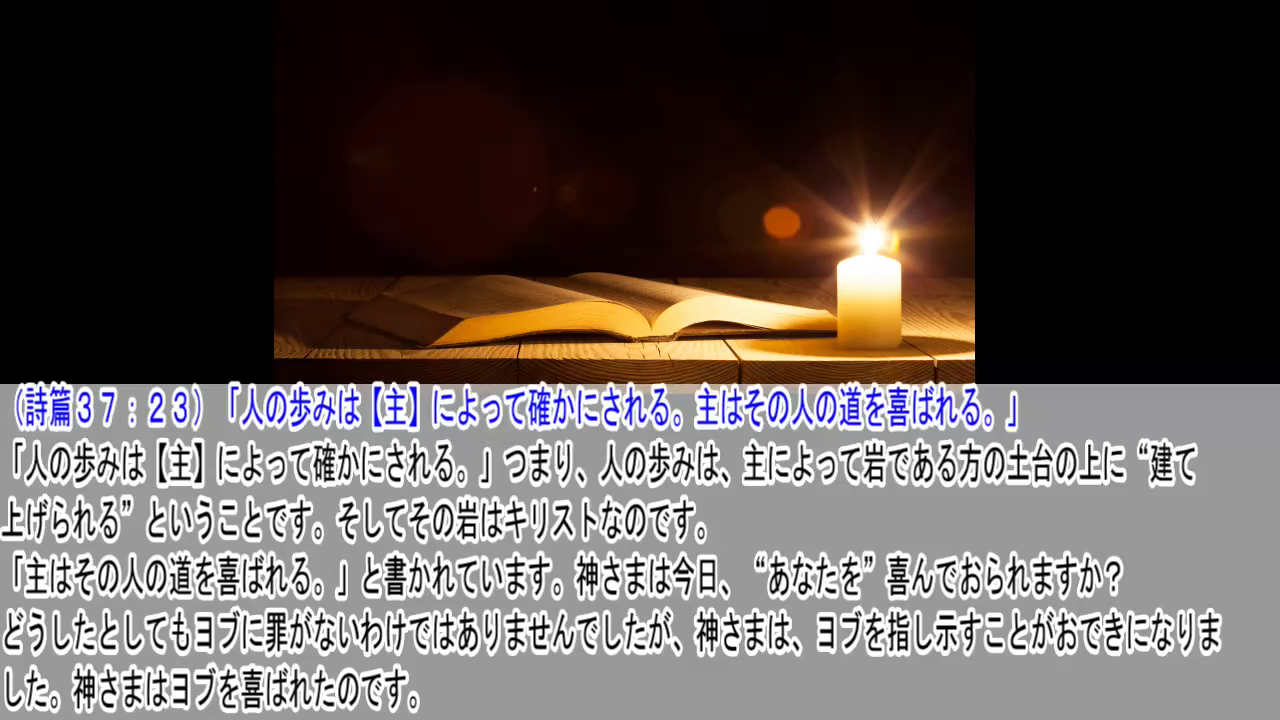 （詩篇３７：２３）「人の歩みは【主】によって確かにされる。主はその人の道を喜ばれる。」
「人の歩みは【主】によって確かにされる。」つまり、人の歩みは、主によって岩である方の土台の上に“建て
上げられる”ということです。そしてその岩はキリストなのです。
「主はその人の道を喜ばれる。」と書かれています。神さまは今日、“あなたを”喜んでおられますか？
どうしたとしてもヨブに罪がないわけではありませんでしたが、神さまは、ヨブを指し示すことがおできになりま
した。神さまはヨブを喜ばれたのです。